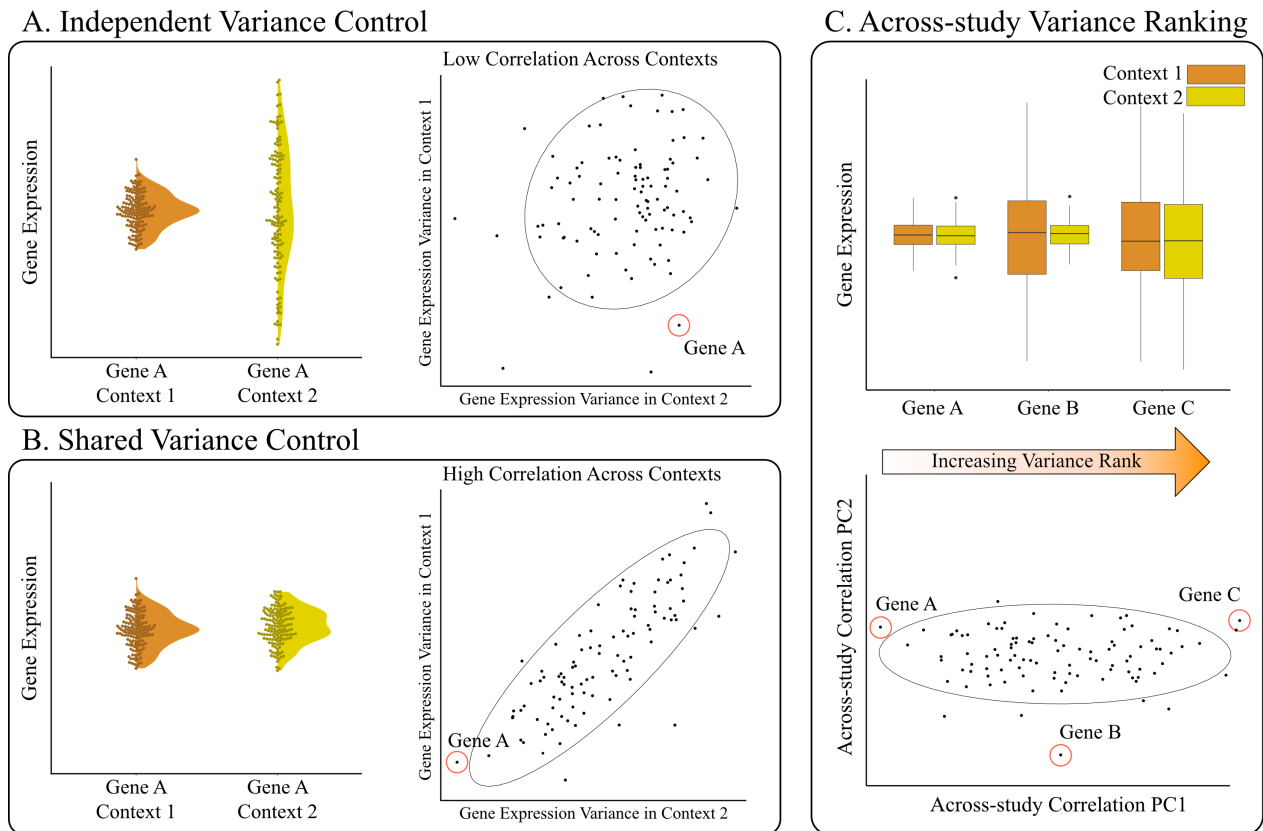 A. Independent Variance Control
Gene Expression
Gene A
Context 1
Gene A
Context 2
Low Correlation Across Contexts
Gene Expression Variance in Context 1
Gene A
Gene Expression Variance in Context 2
B. Shared Variance Control
Gene Expression
Gene A
Context 1
Gene A
Context 2
High Correlation Across Contexts
Gene Expression Variance in Context 1
Gene A
Gene Expression Variance in Context 2
C. Across-study Variance Ranking
Context 1
Context 2
Gene Expression
Gene A
Gene B
Gene C
Increasing Variance Rank
Across-study Correlation PC2
Gene A
Gene C
Gene B
Across-study Correlation PC1